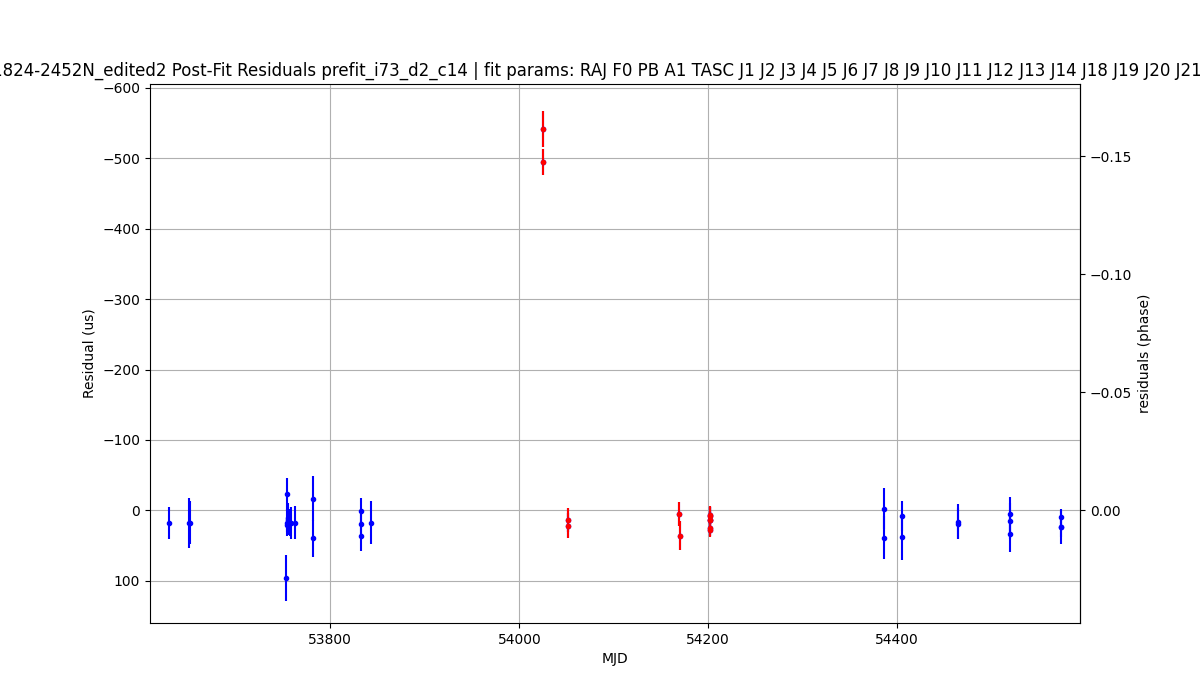 824-2452N_edited2 Post-Fit Residuals prefit_i73_d2_c14 | fit params: RAJ F0 PB A1 TASC J1 J2 J3 J4 J5 J6 J7 J8 J9 J10 J11 J12 J13 J14 J18 J19 J20 J21
−600
−500
−400
−300
−200
−100
0
100
Residual (us)
−0.15
−0.10
−0.05
0.00
residuals (phase)
53800 54000 54200 54400
MJD